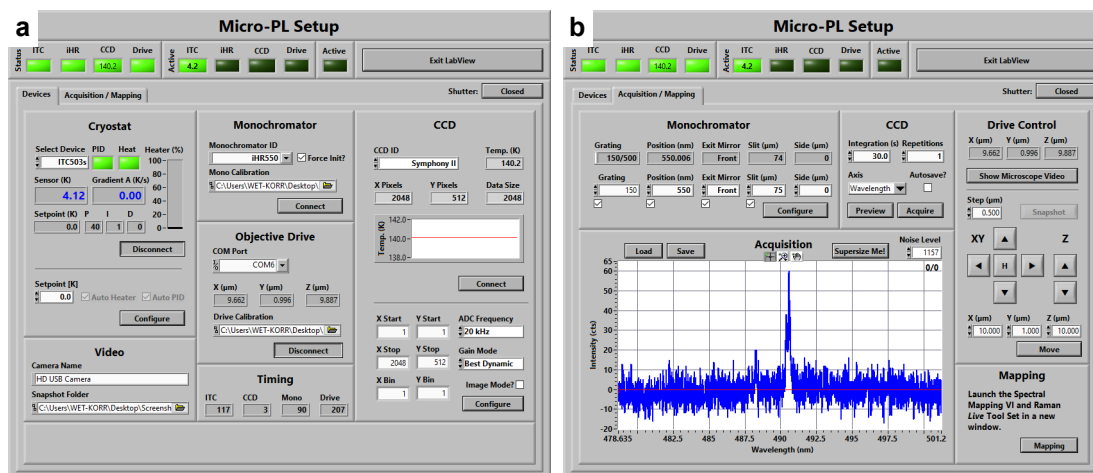 a
Micro-PL Setup
Status
ITC iHR CCD Drive
140.2
Active
ITC iHR CCD Drive Active
4.2
Exit LabView
Devices Acquisition / Mapping
Shutter: Closed
Cryostat
Select Device PID Heat Heater (%)
ITC503s
100-
80-
60-
40-
20-
0-
Sensor (K) Gradient A (K/s)
4.12 0.00
Setpoint (K) P I D
0.0 40 1 0
Disconnect
Setpoint [K]
0.0 Auto Heater Auto PID
Configure
Video
Camera Name
HD USB Camera
Snapshot Folder
C:\Users\WET-KORR\Desktop\Screensh
Monochromator
Monochromator ID
iHR550 Force Init?
Mono Calibration
C:\Users\WET-KORR\Desktop\
Connect
Objective Drive
COM Port
COM6
X (µm) Y (µm) Z (µm)
9.662 0.996 9.887
Drive Calibration
C:\Users\WET-KORR\Desktop\
Disconnect
Timing
ITC CCD Mono Drive
117 3 90 207
CCD
CCD ID Temp. (K)
Symphony II 140.2
X Pixels Y Pixels Data Size
2048 512 2048
Temp. (K)
142.0-
140.0-
138.0-
Connect
X Start Y Start ADC Frequency
1 1 20 kHz
X Stop Y Stop Gain Mode
2048 512 Best Dynamic
X Bin Y Bin Image Mode?
1 1
Configure
b
Micro-PL Setup
Status
ITC iHR CCD Drive
140.2
Active
ITC iHR CCD Drive Active
4.2
Exit LabView
Devices Acquisition / Mapping
Shutter: Closed
Monochromator
Grating Position (nm) Exit Mirror Slit (µm) Side (µm)
150/500 550.006 Front 74 0
Grating Position (nm) Exit Mirror Slit (µm) Side (µm)
150 550 Front 75 0
Configure
CCD
Integration (s) Repetitions
30.0 1
Axis Autosave?
Wavelength
Preview Acquire
Load Save Acquisition Supersize Me! Noise Level
1157
0/0
Intensity (cts)
65
60
50
40
30
20
10
0
-10
-20
478.635 482.5 485 487.5 490 492.5 495 497.5 501.2
Wavelength (nm)
Drive Control
X (µm) Y (µm) Z (µm)
9.662 0.996 9.887
Show Microscope Video
Step (µm)
0.500 Snapshot
XY Z
H
X (µm) Y (µm) Z (µm)
10.000 1.000 10.000
Move
Mapping
Launch the Spectral
Mapping VI and Raman
Live Tool Set in a new
window.
Mapping